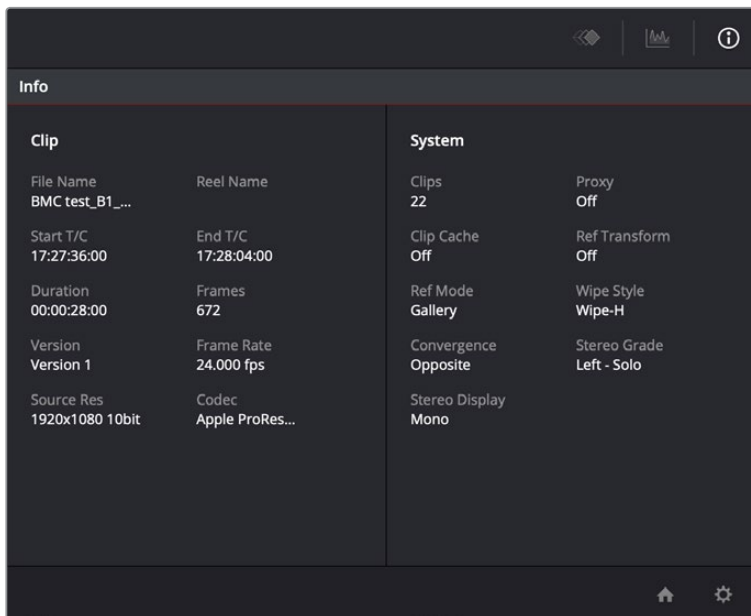 Info
Clip
File Name
BMC test_B1_...
Reel Name
Start T/C
17:27:36:00
End T/C
17:28:04:00
Duration
00:00:28:00
Frames
672
Version
Version 1
Frame Rate
24.000 fps
Source Res
1920x1080 10bit
Codec
Apple ProRes...
System
Clips
22
Proxy
Off
Clip Cache
Off
Ref Transform
Off
Ref Mode
Gallery
Wipe Style
Wipe-H
Convergence
Opposite
Stereo Grade
Left - Solo
Stereo Display
Mono